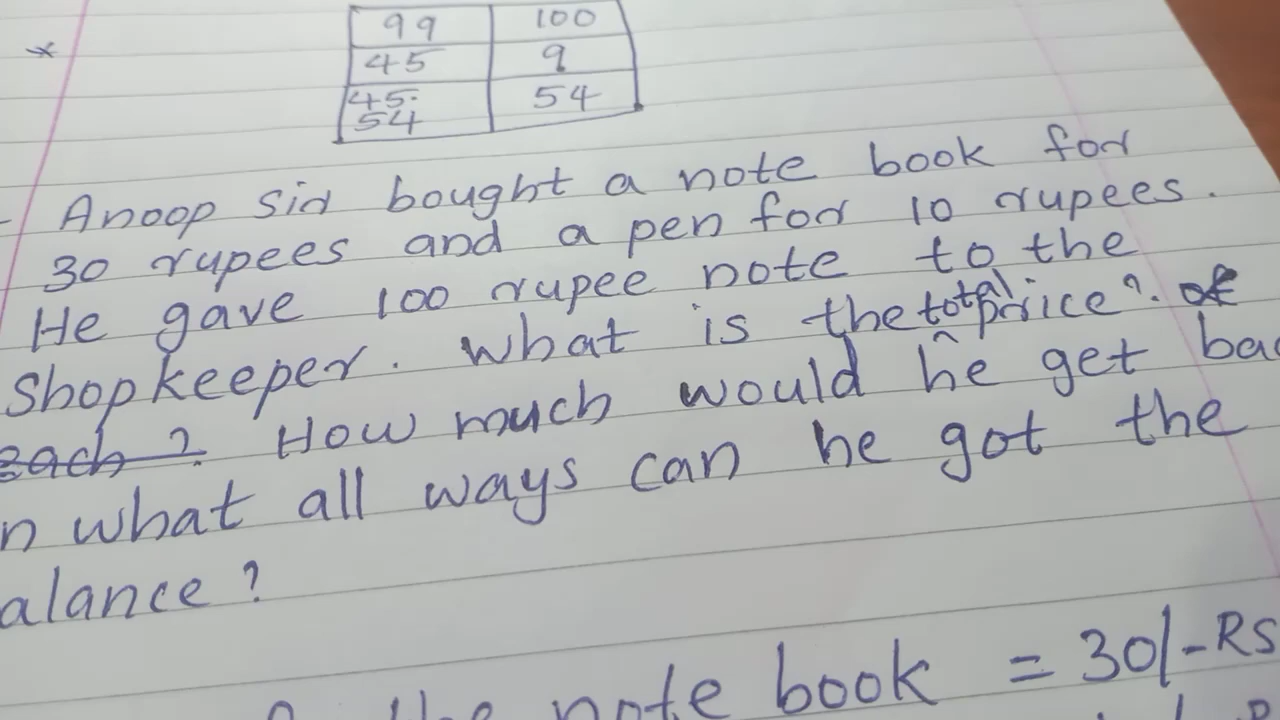 99 100
45 9
45 54
54
Anoop sir bought a note book for
30 rupees and a pen for 10 rupees.
He gave 100 rupee note to the
Shopkeeper. What is the total price?
each? How much would he get
what all ways can he got the
alance?
note book = 30/- RS